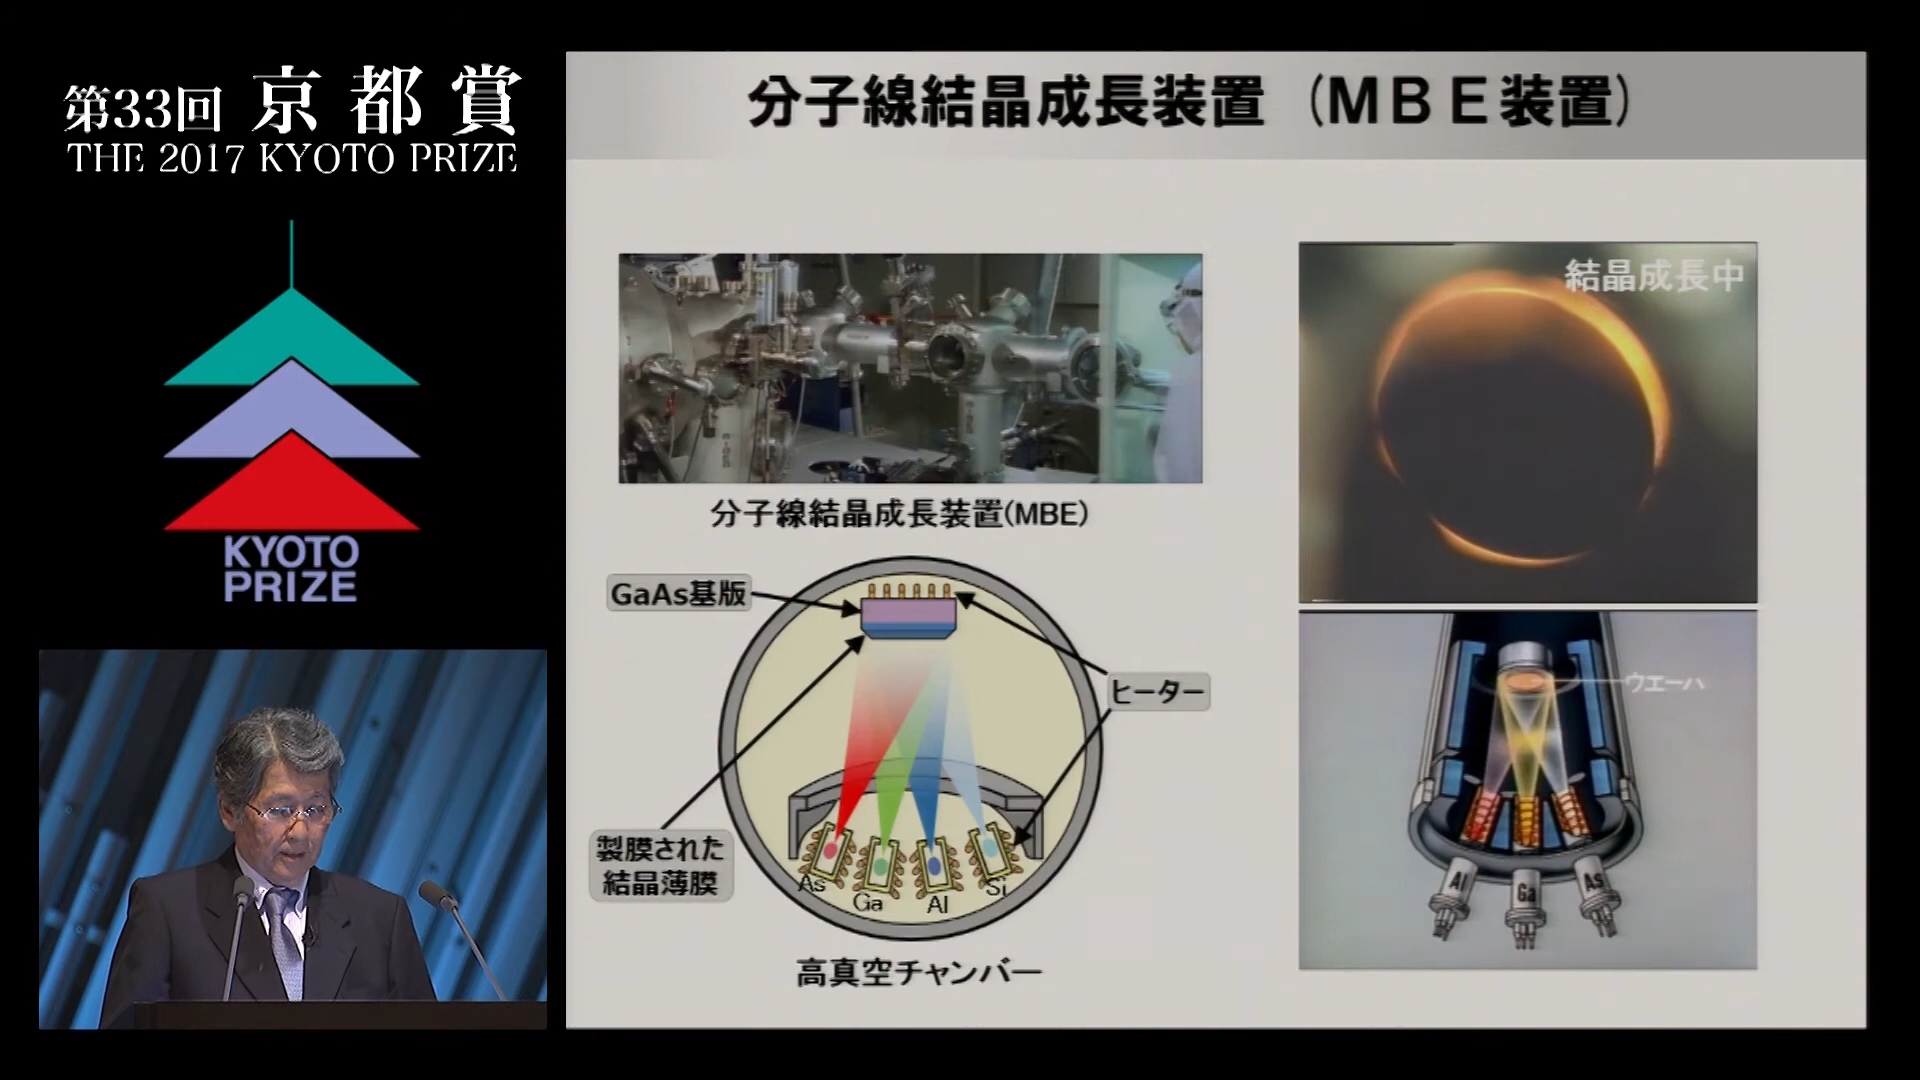 第33回 京都賞
THE 2017 KYOTO PRIZE
KYOTO
PRIZE
分子線結晶成長装置（ＭＢＥ装置）
分子線結晶成長装置(MBE)
結晶成長中
GaAs基版
ヒーター
製膜された
結晶薄膜
As
Ga
Al
Si
高真空チャンバー
ウエーハ
Al
Ga
As